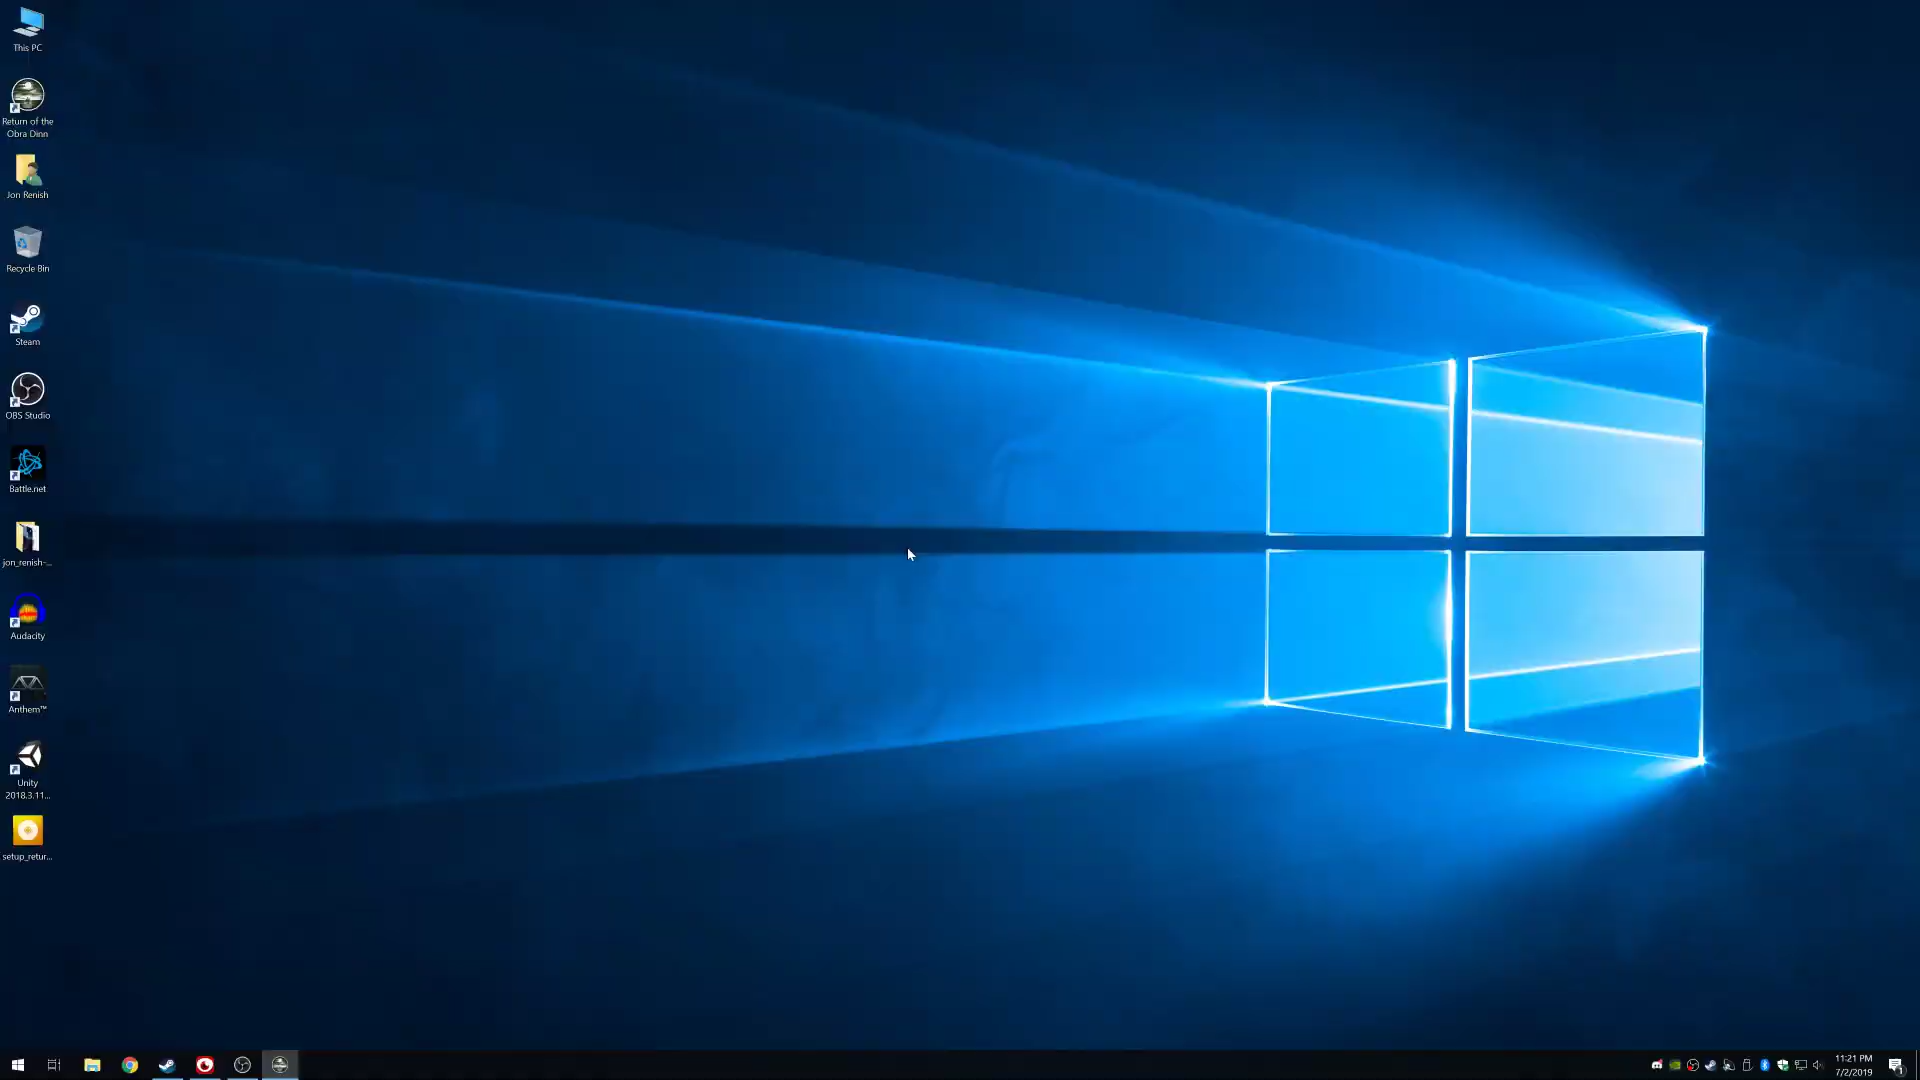 This PC
Return of the
Obra Dinn
Jon Renish
Recycle Bin
Steam
OBS Studio
Battle.net
jon_renish-...
Audacity
Anthem™
Unity
2018.3.11...
setup_retur...
11:21 PM
7/2/2019
1